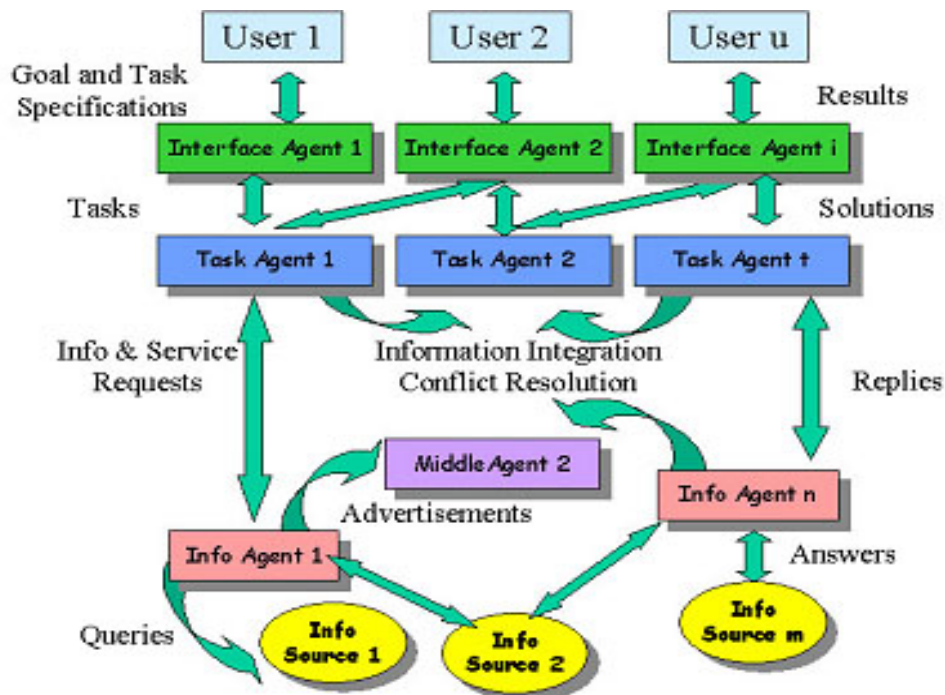 User 1
User 2
User u
Goal and Task
Specifications
Results
Interface Agent 1
Interface Agent 2
Interface Agent i
Tasks
Solutions
Task Agent 1
Task Agent 2
Task Agent t
Info & Service
Requests
Information Integration
Conflict Resolution
Replies
Middle Agent 2
Info Agent n
Advertisements
Info Agent 1
Answers
Queries
Info
Source 1
Info
Source 2
Info
Source m